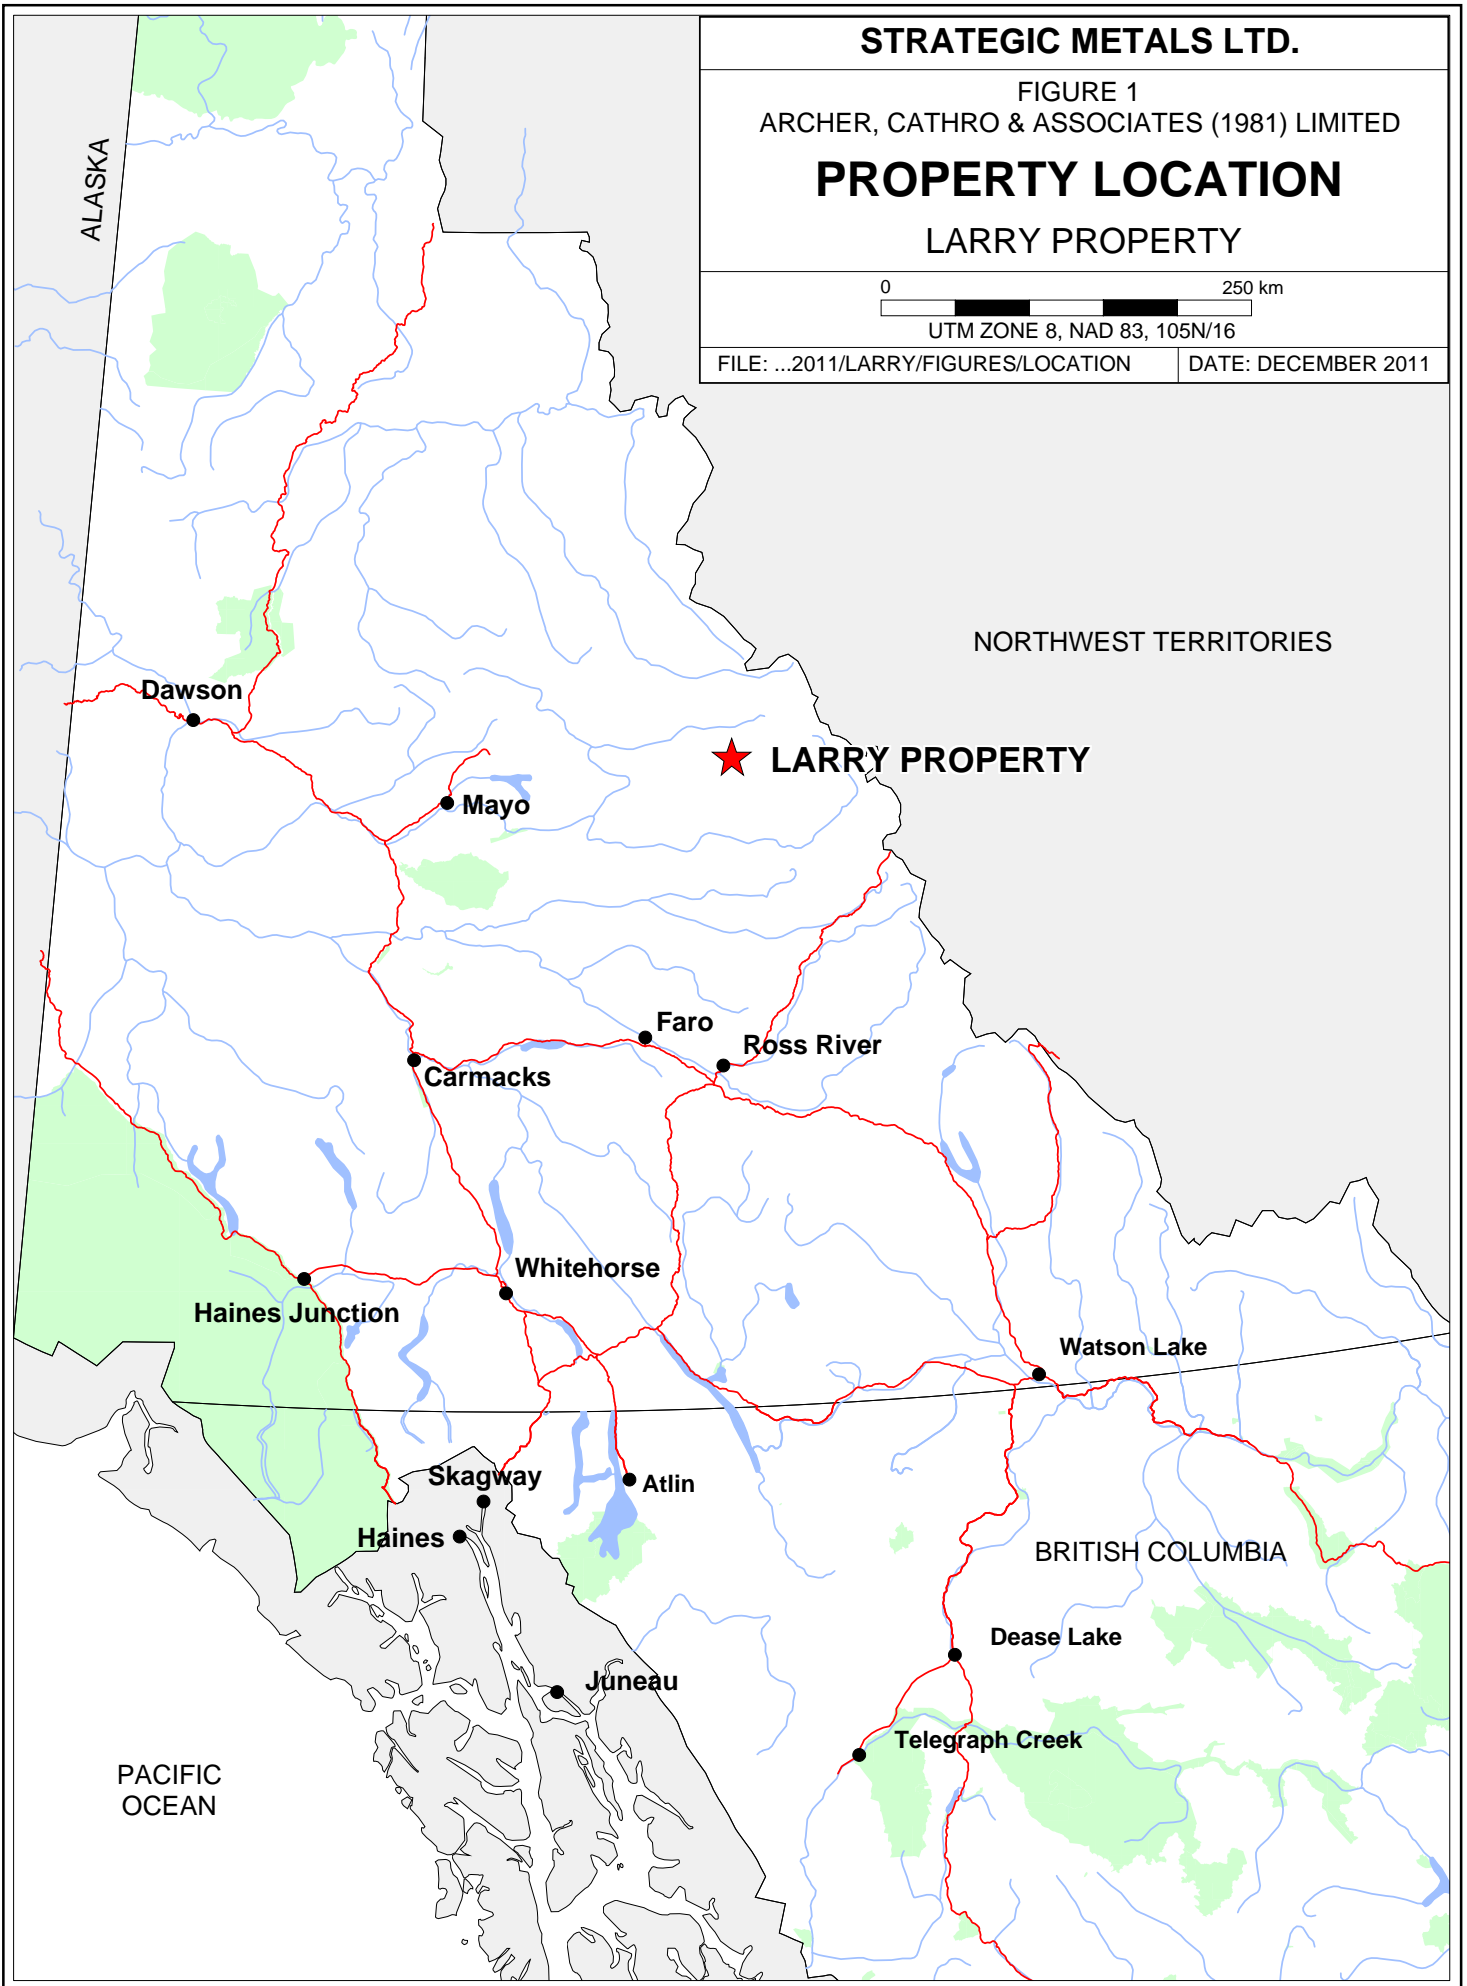 STRATEGIC METALS LTD.
FIGURE 1
ARCHER, CATHRO & ASSOCIATES (1981) LIMITED
PROPERTY LOCATION
LARRY PROPERTY
0 250 km
UTM ZONE 8, NAD 83, 105N/16
FILE: ...2011/LARRY/FIGURES/LOCATION DATE: DECEMBER 2011
ALASKA
NORTHWEST TERRITORIES
Dawson
LARRY PROPERTY
Mayo
Faro
Ross River
Carmacks
Whitehorse
Haines Junction
Watson Lake
Skagway
Atlin
Haines
BRITISH COLUMBIA
Dease Lake
Juneau
Telegraph Creek
PACIFIC
OCEAN